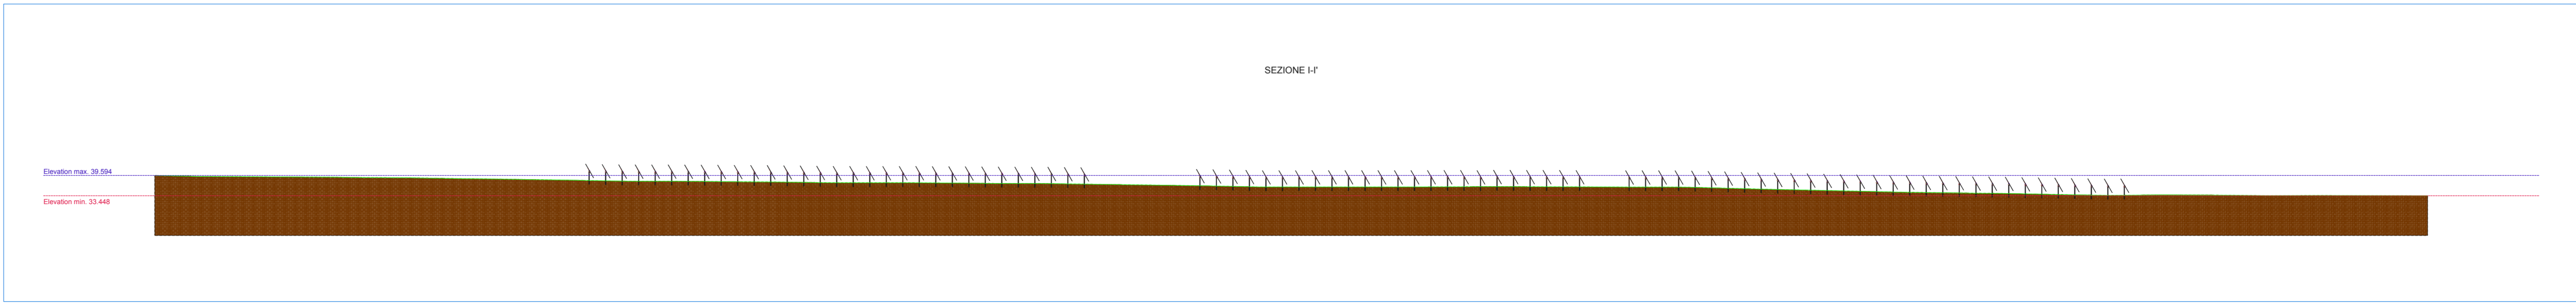 SEZIONE I-I'
Elevation max. 39.594
Elevation min. 33.448